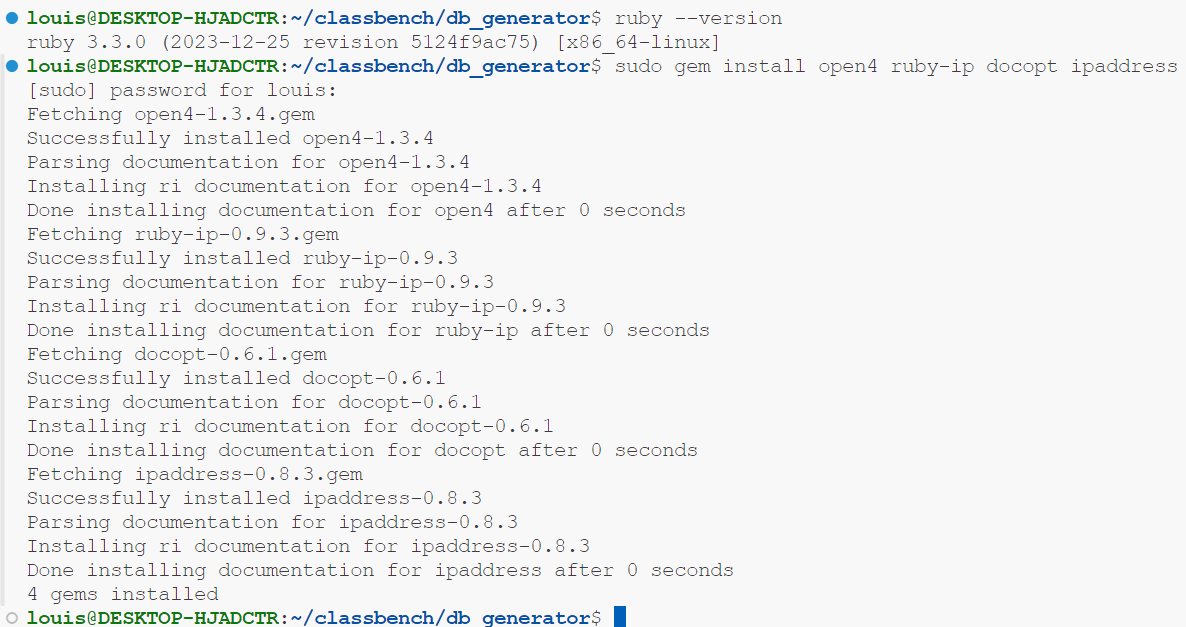 louis@DESKTOP-HJADCTR:~/classbench/db_generator$ ruby --version
ruby 3.3.0 (2023-12-25 revision 5124f9ac75) [x86_64-linux]
louis@DESKTOP-HJADCTR:~/classbench/db_generator$ sudo gem install open4 ruby-ip docopt ipaddress
[sudo] password for louis:
Fetching open4-1.3.4.gem
Successfully installed open4-1.3.4
Parsing documentation for open4-1.3.4
Installing ri documentation for open4-1.3.4
Done installing documentation for open4 after 0 seconds
Fetching ruby-ip-0.9.3.gem
Successfully installed ruby-ip-0.9.3
Parsing documentation for ruby-ip-0.9.3
Installing ri documentation for ruby-ip-0.9.3
Done installing documentation for ruby-ip after 0 seconds
Fetching docopt-0.6.1.gem
Successfully installed docopt-0.6.1
Parsing documentation for docopt-0.6.1
Installing ri documentation for docopt-0.6.1
Done installing documentation for docopt after 0 seconds
Fetching ipaddress-0.8.3.gem
Successfully installed ipaddress-0.8.3
Parsing documentation for ipaddress-0.8.3
Installing ri documentation for ipaddress-0.8.3
Done installing documentation for ipaddress after 0 seconds
4 gems installed
louis@DESKTOP-HJADCTR:~/classbench/db_generator$